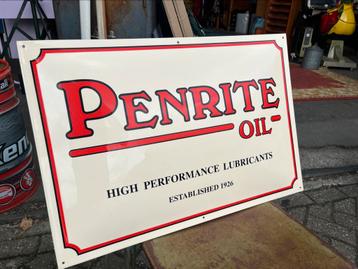 PENRITE
OIL
HIGH PERFORMANCE LUBRICANTS
ESTABLISHED 1926